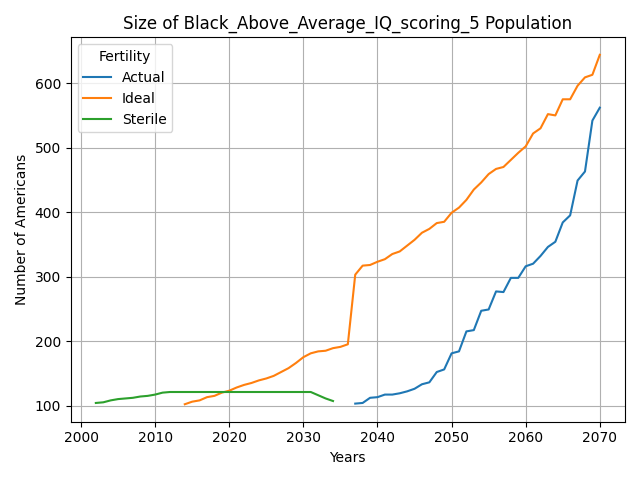 Size of Black_Above_Average_IQ_scoring_5 Population
Fertility
Actual
Ideal
Sterile
Number of Americans
600
500
400
300
200
100
2000 2010 2020 2030 2040 2050 2060 2070
Years